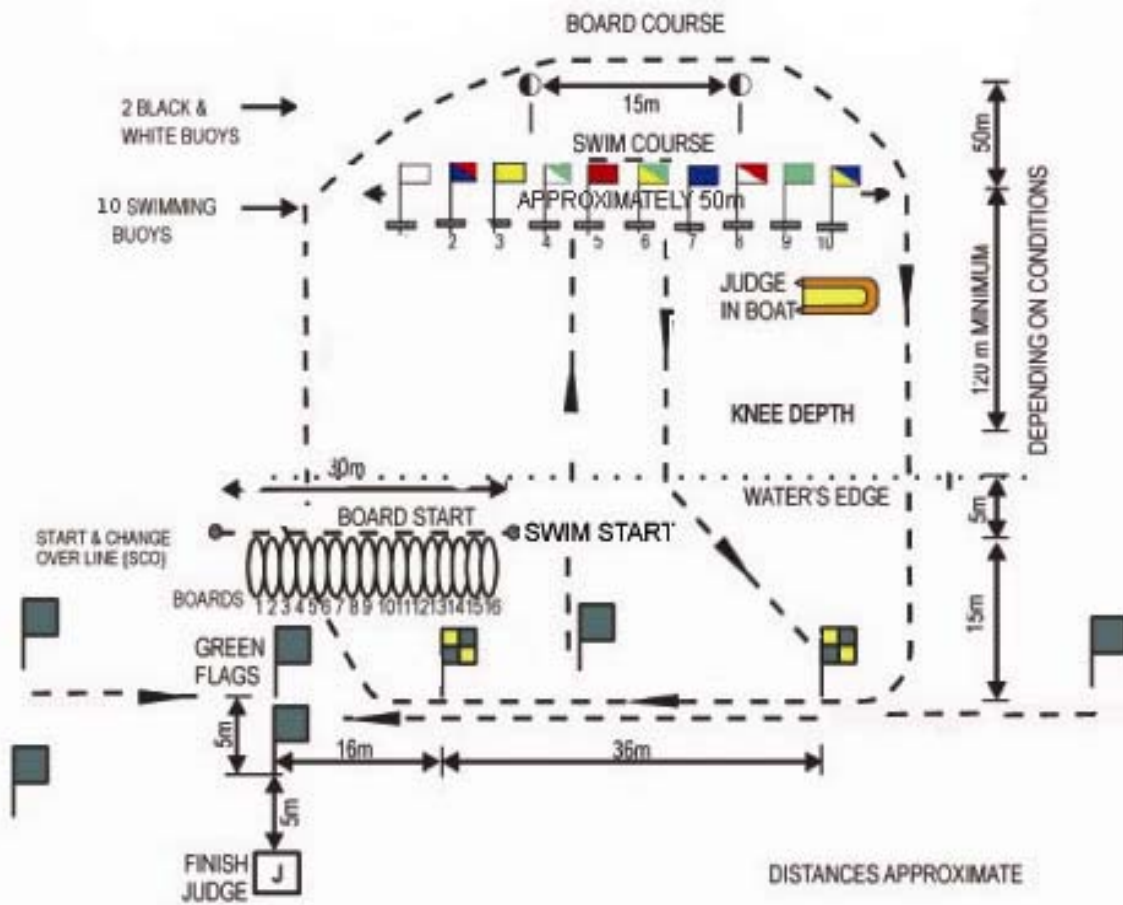 BOARD COURSE
2 BLACK &
WHITE BUOYS
15m
50m
SWIM COURSE
10 SWIMMING
BUOYS
APPROXIMATELY 50m
2 3 4 5 6 7 8 9 10
JUDGE
IN BOAT
120 m MINIMUM
DEPENDING ON CONDITIONS
KNEE DEPTH
30m
WATER'S EDGE
5m
START & CHANGE
OVER LINE (SCO)
BOARD START
SWIM START
BOARDS
1 2 3 4 5 6 7 8 9 10 11 12 13 14 15 16
15m
GREEN
FLAGS
5m
16m
36m
5m
FINISH
JUDGE
J
DISTANCES APPROXIMATE